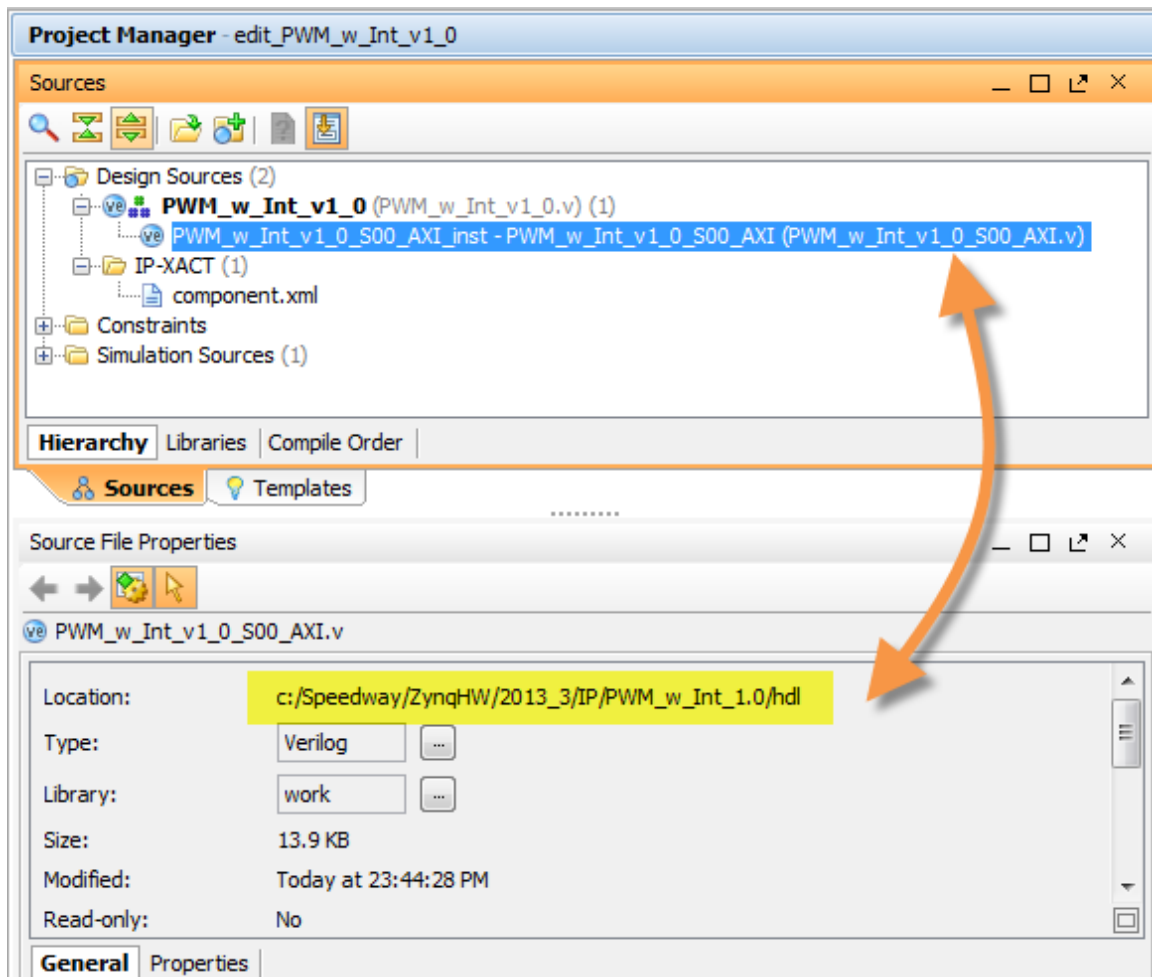 Project Manager - edit_PWM_w_Int_v1_0
Sources
Design Sources (2)
PWM_w_Int_v1_0 (PWM_w_Int_v1_0.v) (1)
PWM_w_Int_v1_0_S00_AXI_inst - PWM_w_Int_v1_0_S00_AXI (PWM_w_Int_v1_0_S00_AXI.v)
IP-XACT (1)
component.xml
Constraints
Simulation Sources (1)
Hierarchy Libraries Compile Order
Sources Templates
Source File Properties
PWM_w_Int_v1_0_S00_AXI.v
Location: c:/Speedway/ZynqHW/2013_3/IP/PWM_w_Int_1.0/hdl
Type: Verilog ...
Library: work ...
Size: 13.9 KB
Modified: Today at 23:44:28 PM
Read-only: No
General Properties